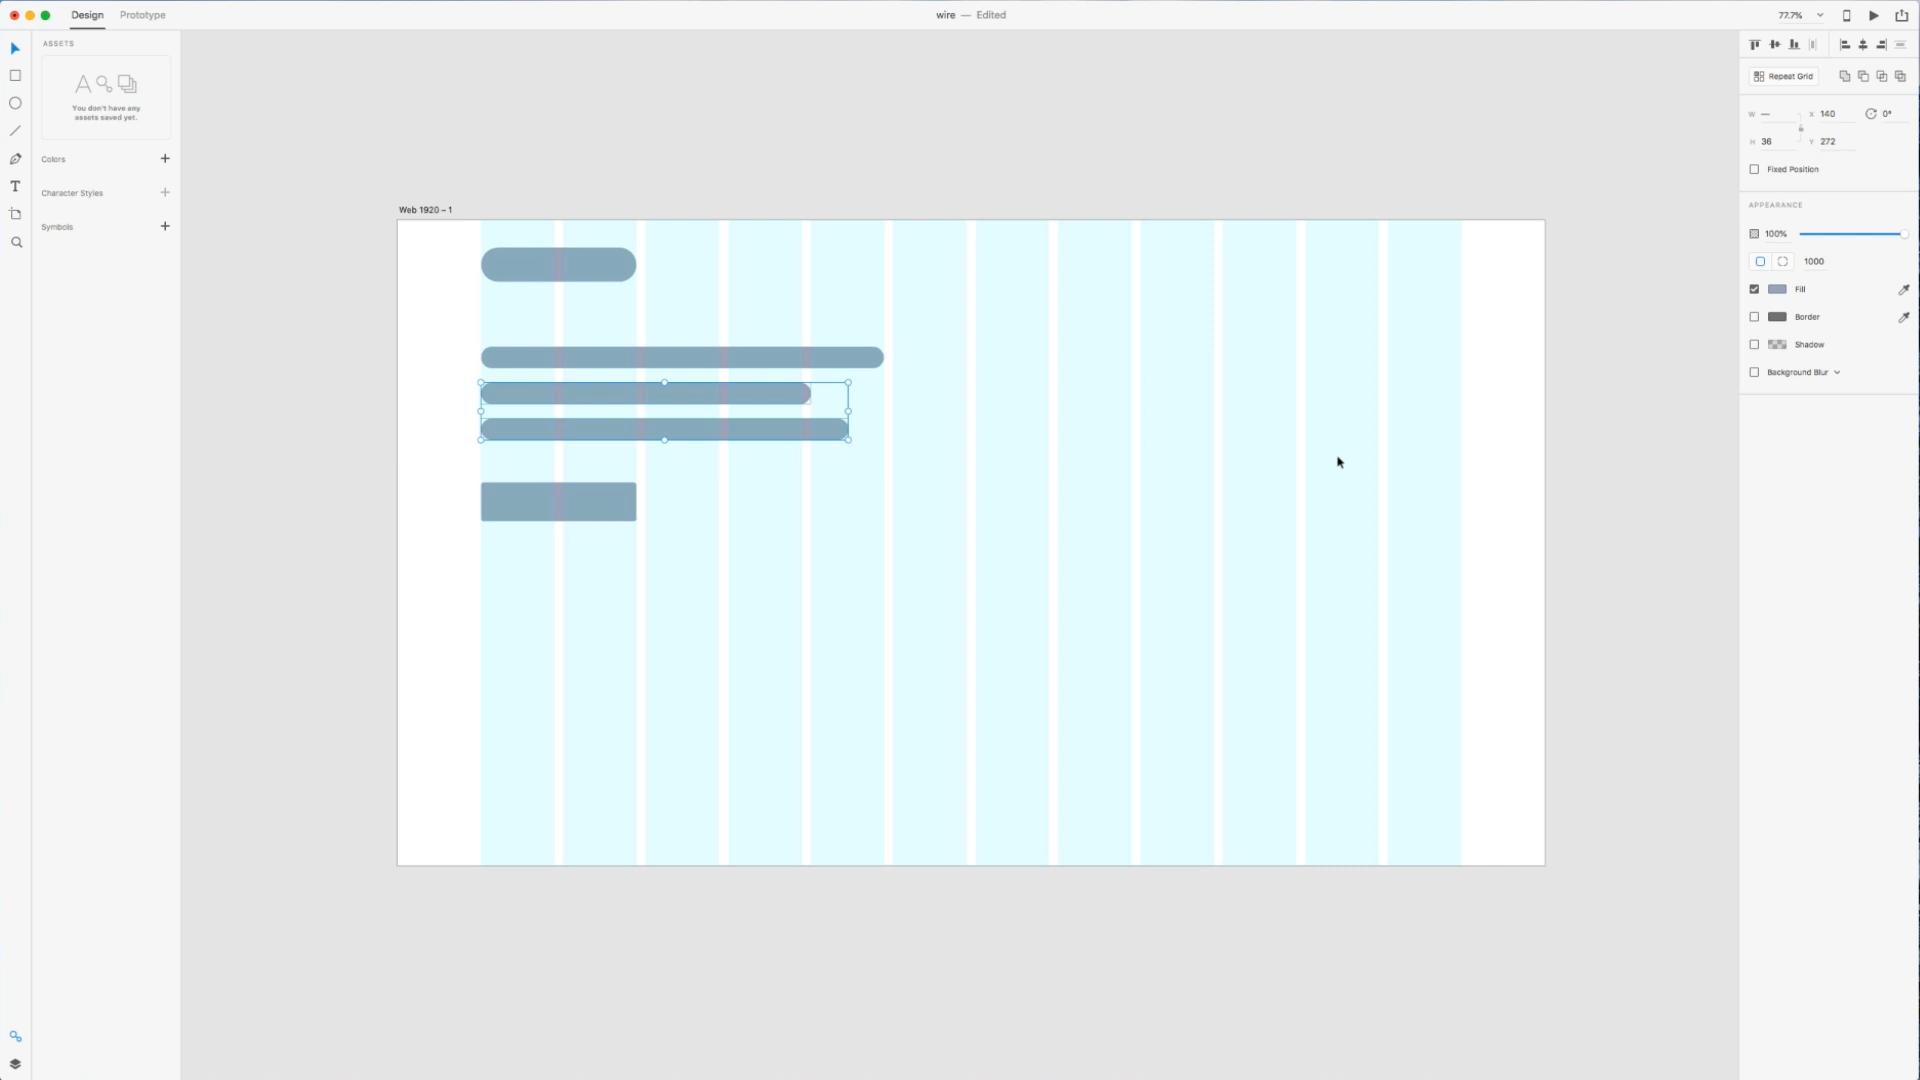 Design
Prototype
wire — Edited
77.7%
ASSETS
You don't have any
assets saved yet.
Colors
Character Styles
Symbols
Web 1920 – 1
Repeat Grid
W —
X 140
0°
H 36
Y 272
Fixed Position
APPEARANCE
100%
1000
Fill
Border
Shadow
Background Blur